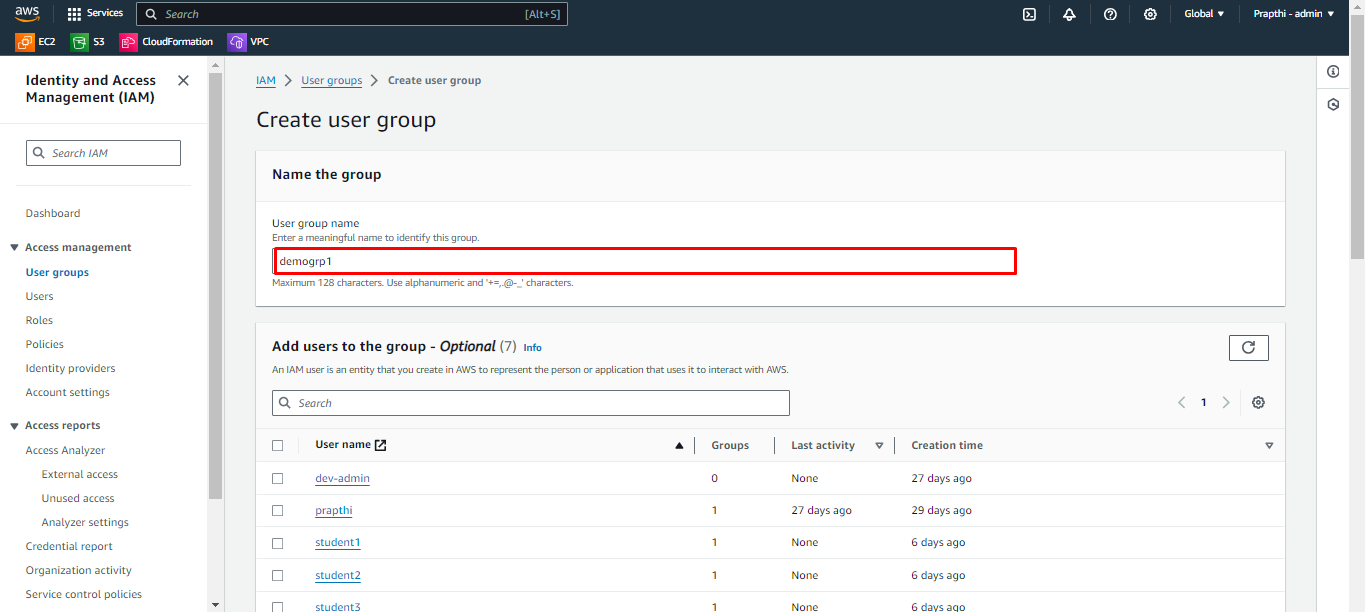 aws
Services
Search
[Alt+S]
Global ▼
Prapthi - admin ▼
EC2
S3
CloudFormation
VPC
Identity and Access
Management (IAM)
Search IAM
Dashboard
Access management
User groups
Users
Roles
Policies
Identity providers
Account settings
Access reports
Access Analyzer
External access
Unused access
Analyzer settings
Credential report
Organization activity
Service control policies
IAM > User groups > Create user group
Create user group
Name the group
User group name
Enter a meaningful name to identify this group.
demogrp1
Maximum 128 characters. Use alphanumeric and '+=,.@-_' characters.
Add users to the group - Optional (7) Info
An IAM user is an entity that you create in AWS to represent the person or application that uses it to interact with AWS.
Search
1
User name Groups Last activity Creation time
dev-admin 0 None 27 days ago
prapthi 1 27 days ago 29 days ago
student1 1 None 6 days ago
student2 1 None 6 days ago
student3 1 None 6 days ago